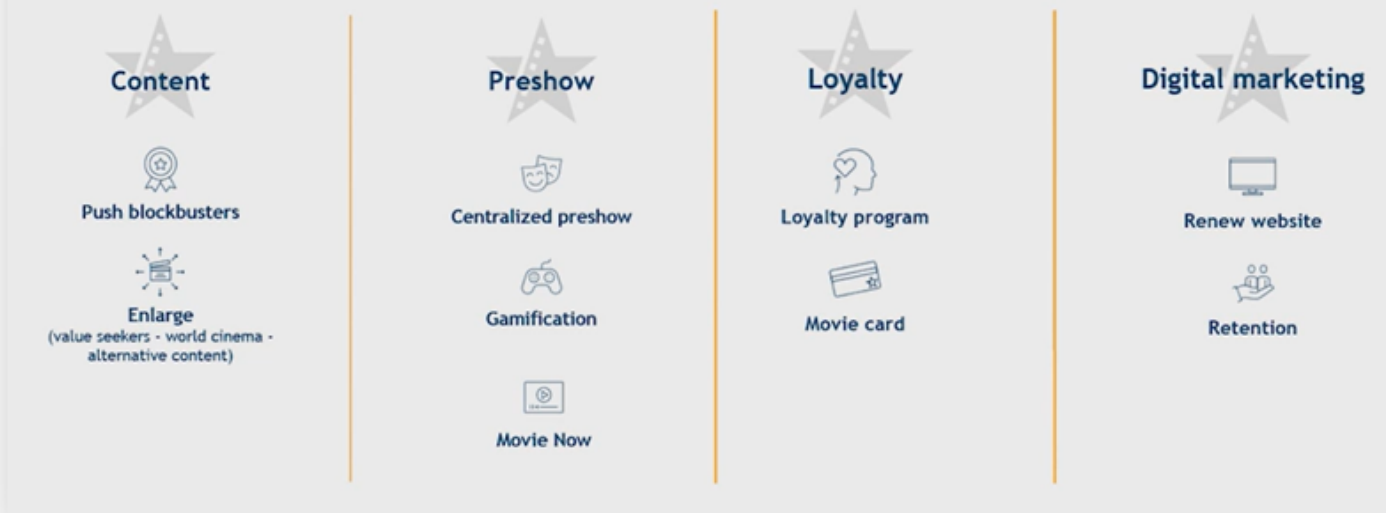 Content
Push blockbusters
Enlarge
(value seekers - world cinema -
alternative content)
Preshow
Centralized preshow
Gamification
Movie Now
Loyalty
Loyalty program
Movie card
Digital marketing
Renew website
Retention